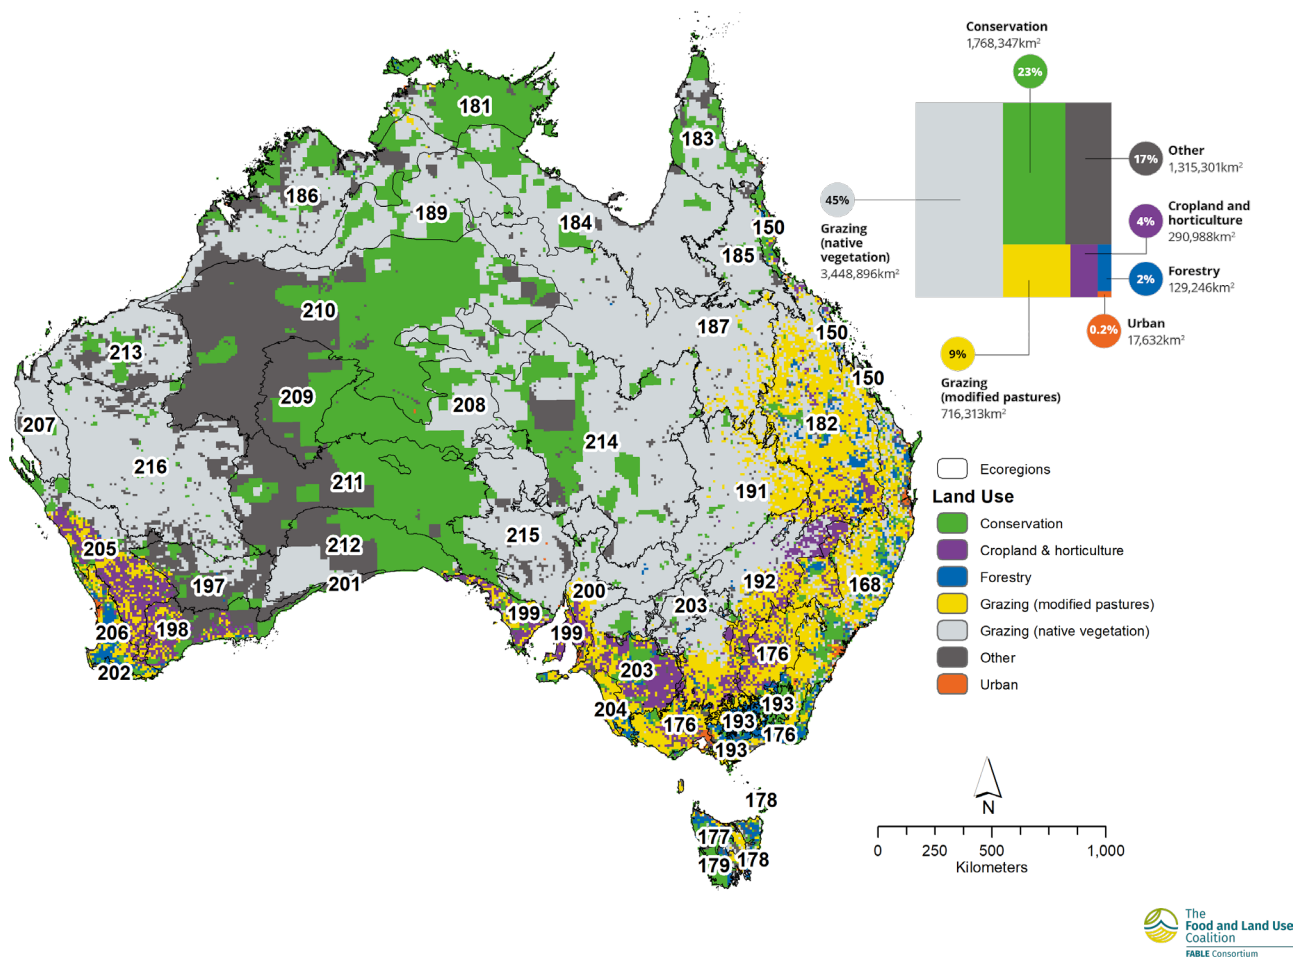 Conservation
1,768,347km²
23%
17%
Other
1,315,301km²
45%
Grazing
(native
vegetation)
3,448,896km²
4%
Cropland and
horticulture
290,988km²
2%
Forestry
129,246km²
0.2%
Urban
17,632km²
9%
Grazing
(modified pastures)
716,313km²
181
183
186
189
184
150
185
210
187
150
213
150
209
208
207
182
214
216
191
211
205
212
215
197
201
200
192
168
203
206
198
199
199
202
203
176
204
193
176
193
176
193
178
177
179
178
Ecoregions
Land Use
Conservation
Cropland & horticulture
Forestry
Grazing (modified pastures)
Grazing (native vegetation)
Other
Urban
N
0 250 500 1,000
Kilometers
The
Food and Land Use
Coalition
FABLE Consortium